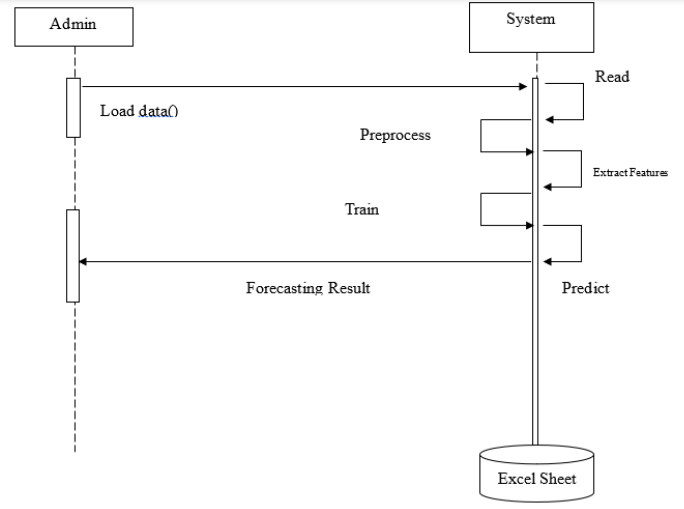 Admin
System
Read
Load data()
Preprocess
Extract Features
Train
Forecasting Result
Predict
Excel Sheet